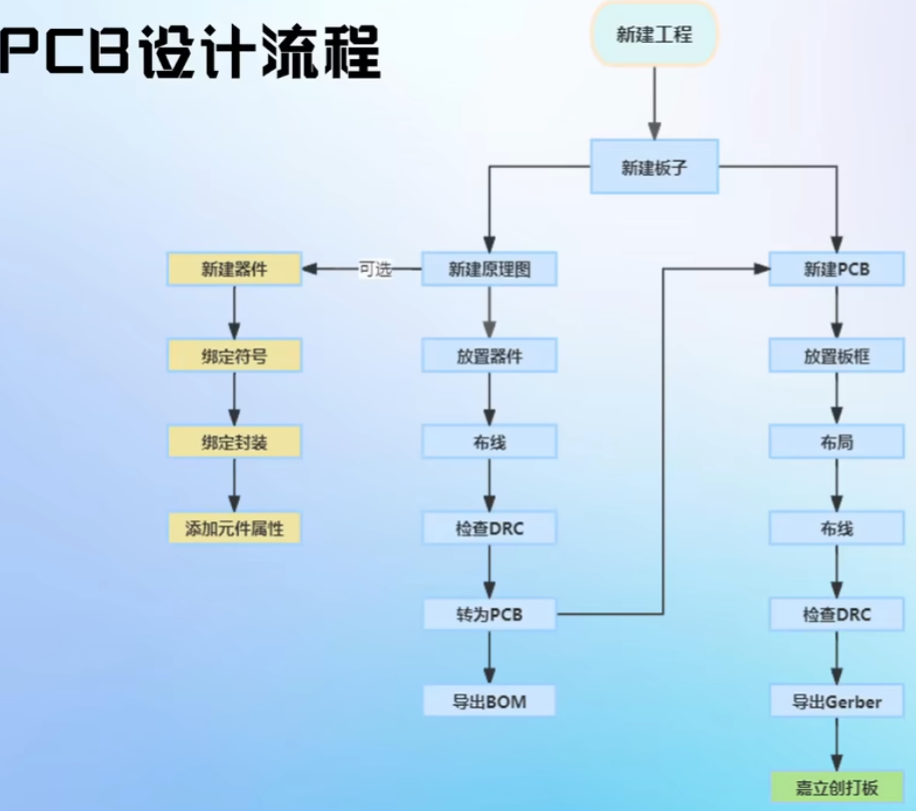 PCB设计流程
新建工程
新建板子
新建器件
可选
新建原理图
新建PCB
绑定符号
放置器件
放置板框
绑定封装
布线
布局
添加元件属性
检查DRC
布线
转为PCB
检查DRC
导出BOM
导出Gerber
嘉立创打板